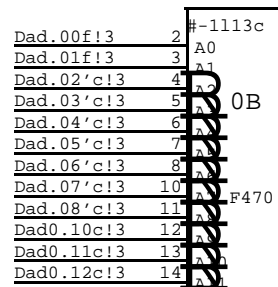 #-1113c
Dad.00f!3 2 A0
Dad.01f!3 3 A1
Dad.02'c!3 4
Dad.03'c!3 5 0B
Dad.04'c!3 6
Dad.05'c!3 7
Dad.06'c!3 8
Dad.07'c!3 10 F470
Dad.08'c!3 11
Dad0.10c!3 12
Dad0.11c!3 13
Dad0.12c!3 14